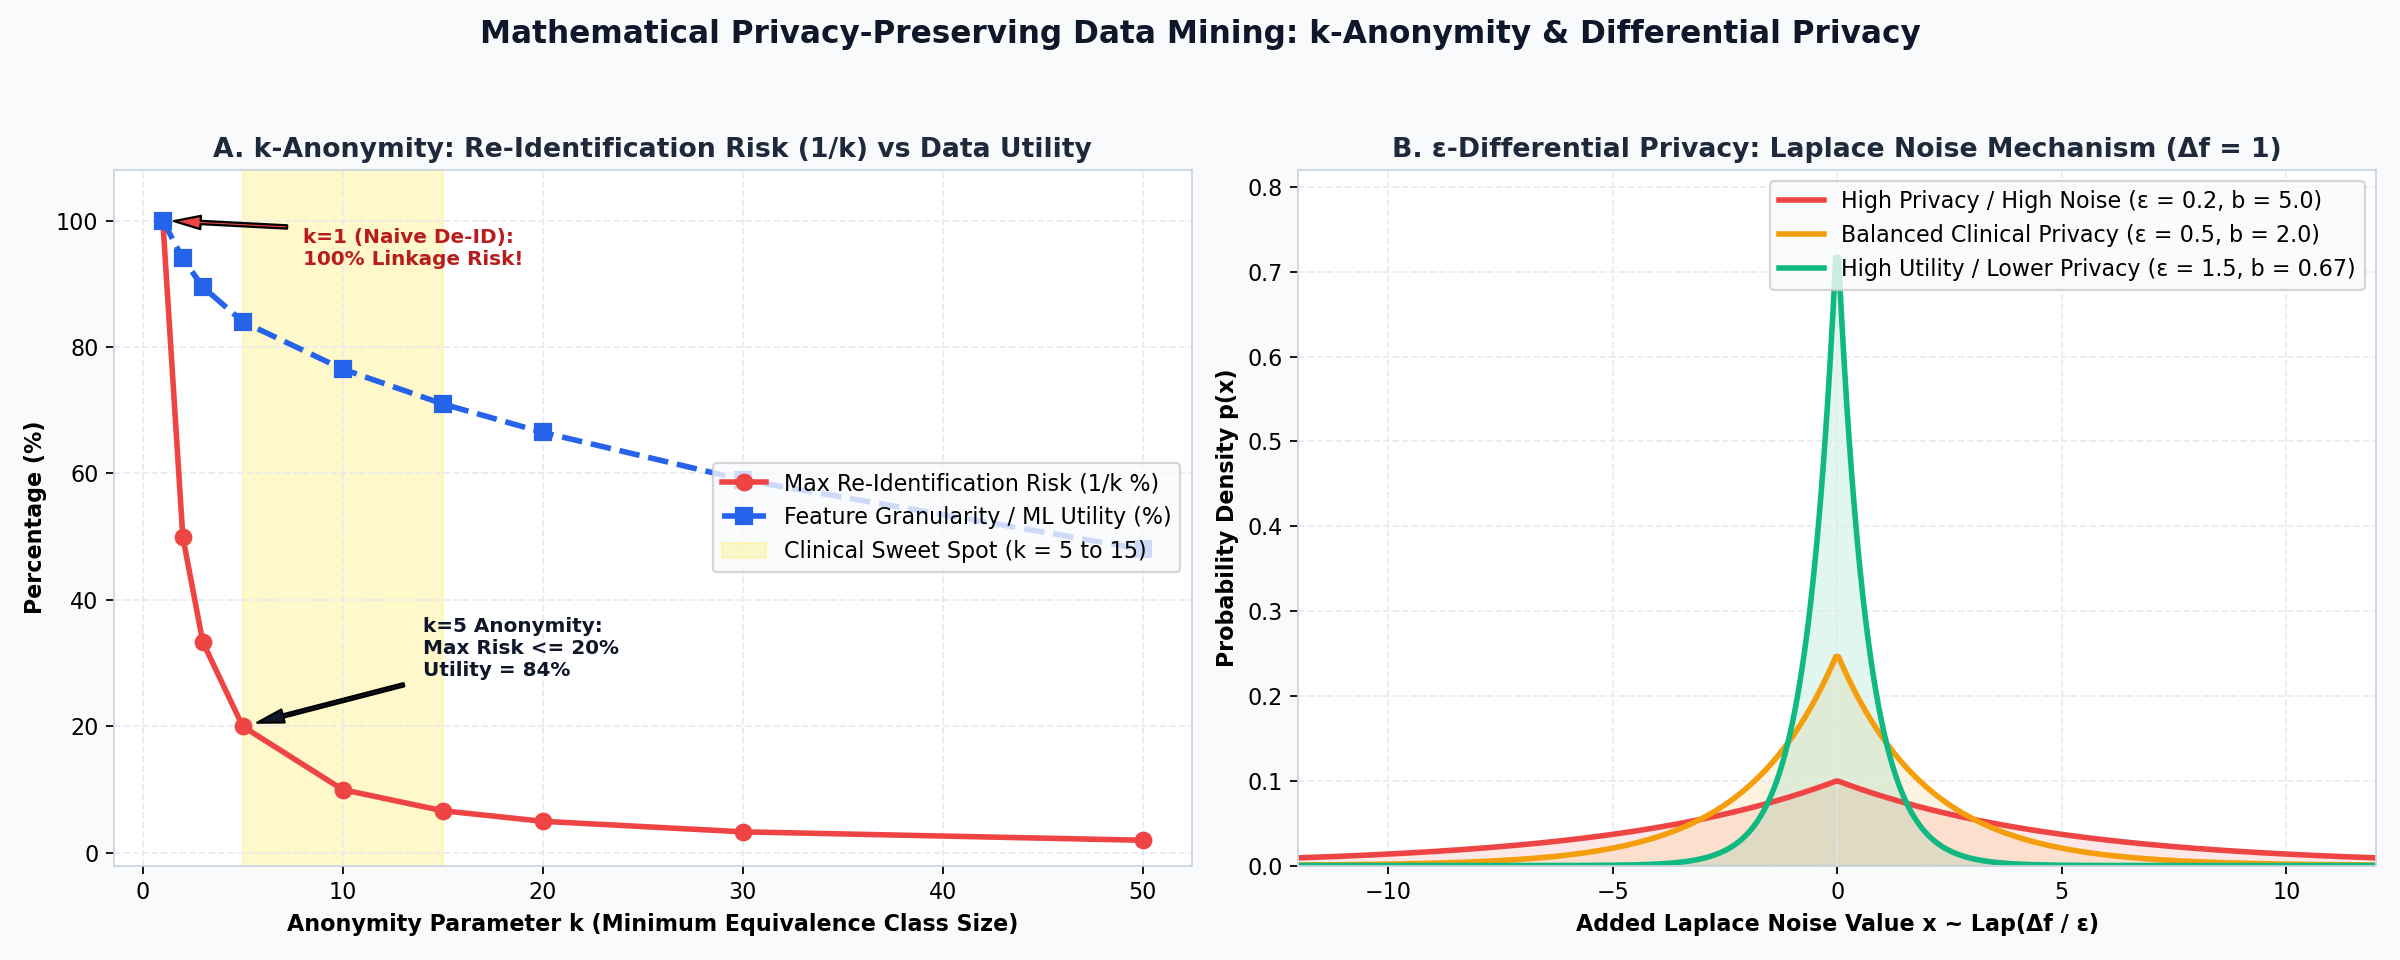 Mathematical Privacy-Preserving Data Mining: k-Anonymity & Differential Privacy
A. k-Anonymity: Re-Identification Risk (1/k) vs Data Utility
Percentage (%)
100
80
60
40
20
0
k=1 (Naive De-ID):
100% Linkage Risk!
Max Re-Identification Risk (1/k %)
Feature Granularity / ML Utility (%)
Clinical Sweet Spot (k = 5 to 15)
k=5 Anonymity:
Max Risk <= 20%
Utility = 84%
0 10 20 30 40 50
Anonymity Parameter k (Minimum Equivalence Class Size)
B. ε-Differential Privacy: Laplace Noise Mechanism (Δf = 1)
Probability Density p(x)
0.8
0.7
0.6
0.5
0.4
0.3
0.2
0.1
0.0
High Privacy / High Noise (ε = 0.2, b = 5.0)
Balanced Clinical Privacy (ε = 0.5, b = 2.0)
High Utility / Lower Privacy (ε = 1.5, b = 0.67)
−10 −5 0 5 10
Added Laplace Noise Value x ~ Lap(Δf / ε)